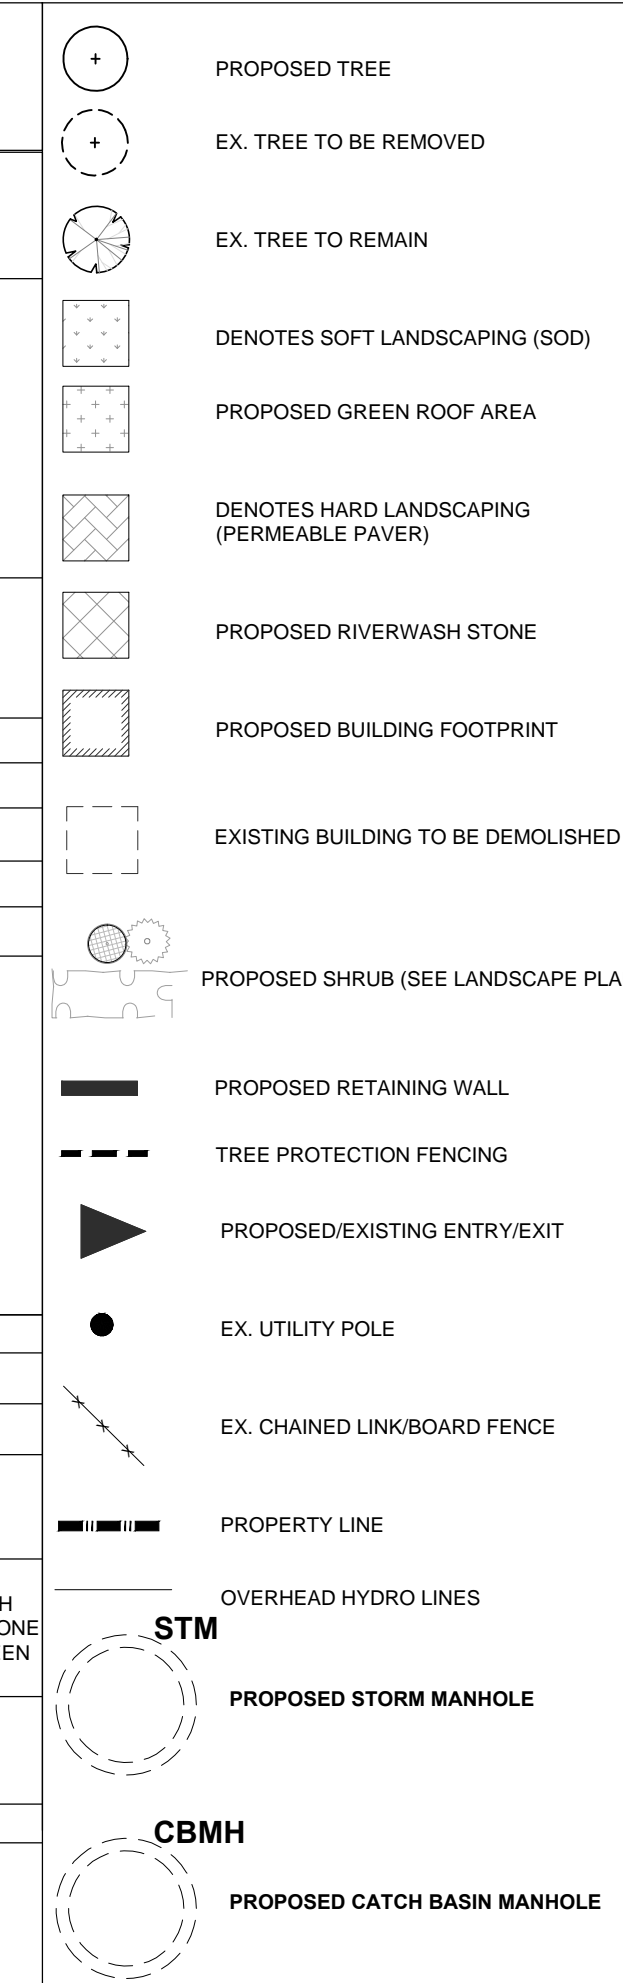 PROPOSED TREE
EX. TREE TO BE REMOVED
EX. TREE TO REMAIN
DENOTES SOFT LANDSCAPING (SOD)
PROPOSED GREEN ROOF AREA
DENOTES HARD LANDSCAPING
(PERMEABLE PAVER)
PROPOSED RIVERWASH STONE
PROPOSED BUILDING FOOTPRINT
EXISTING BUILDING TO BE DEMOLISHED
PROPOSED SHRUB (SEE LANDSCAPE PLA
PROPOSED RETAINING WALL
TREE PROTECTION FENCING
PROPOSED/EXISTING ENTRY/EXIT
EX. UTILITY POLE
EX. CHAINED LINK/BOARD FENCE
PROPERTY LINE
OVERHEAD HYDRO LINES
H
ONE
EEN
STM
PROPOSED STORM MANHOLE
CBMH
PROPOSED CATCH BASIN MANHOLE